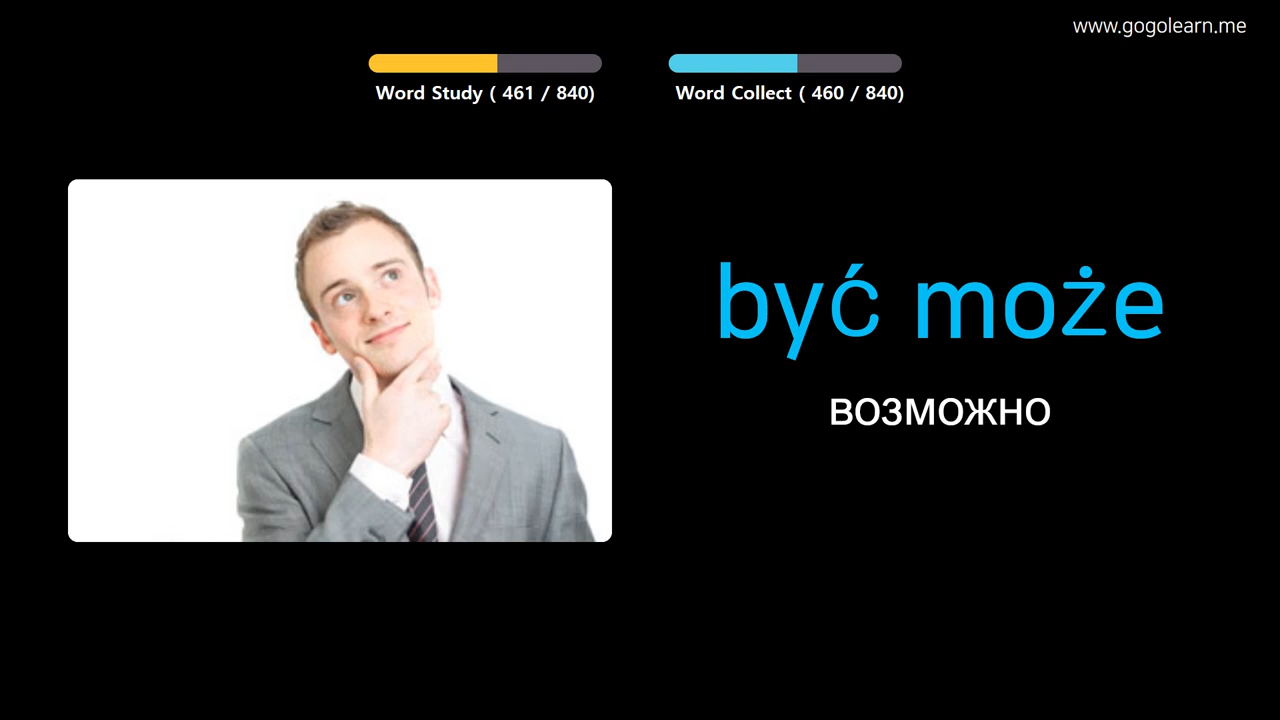 www.gogolearn.me
Word Study ( 461 / 840)
Word Collect ( 460 / 840)
być może
возможно